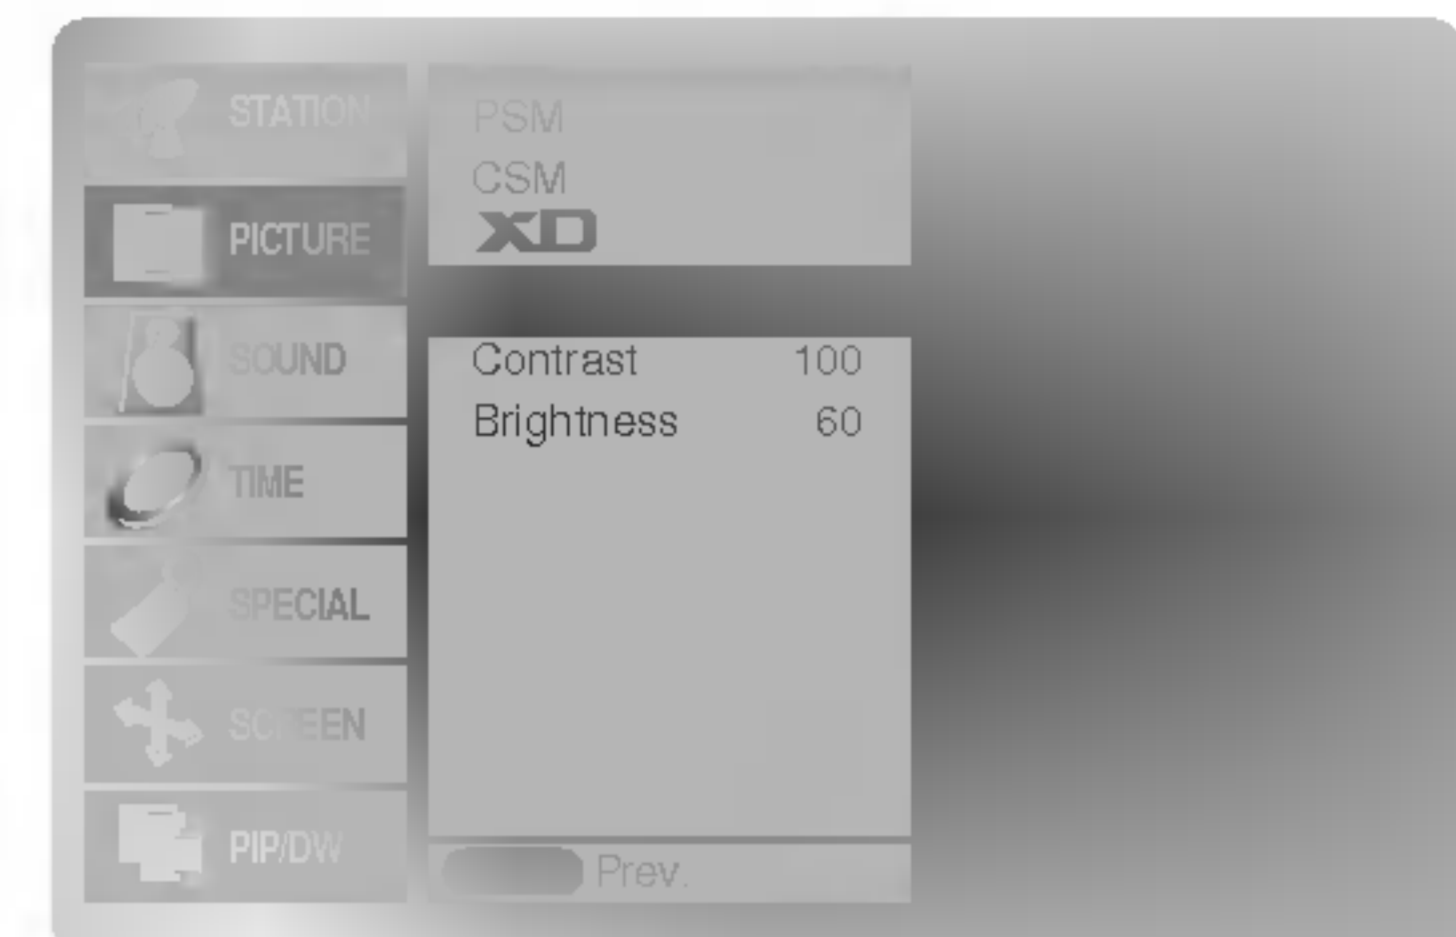 STATION
PICTURE
SOUND
TIME
SPECIAL
SCREEN
PIP/DW
PSM
CSM
XD
Contrast 100
Brightness 60
Prev.